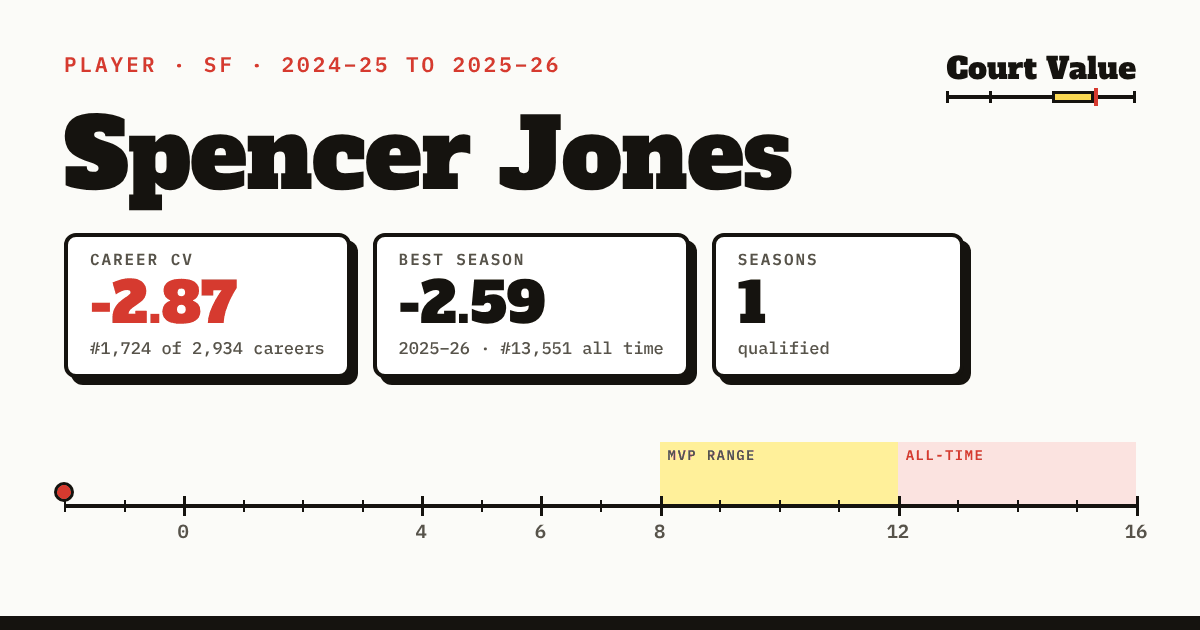 PLAYER · SF · 2024–25 TO 2025–26
Court Value
Spencer Jones
CAREER CV
-2.87
#1,724 of 2,934 careers
BEST SEASON
-2.59
2025–26 · #13,551 all time
SEASONS
1
qualified
MVP RANGE
ALL-TIME
0 4 6 8 12 16